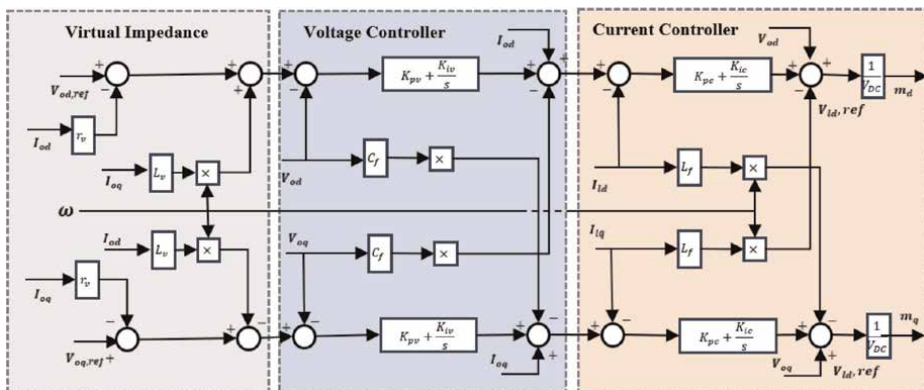 Virtual Impedance
Voltage Controller
Current Controller
I_od
V_od
V_od,ref
+
−
+
+
+
−
K_pv + K_iv/s
+
+
−
+
−
K_pc + K_ic/s
+
+
−
1/V_DC
m_d
V_ld, ref
I_od
r_v
I_oq
L_v
×
V_od
C_f
×
I_ld
L_f
×
ω
I_od
L_v
×
V_oq
C_f
×
I_lq
L_f
×
I_oq
r_v
−
+
−
+
−
K_pv + K_iv/s
+
−
+
+
−
K_pc + K_ic/s
+
−
+
1/V_DC
m_q
V_oq,ref
+
I_oq
V_oq
V_ld, ref